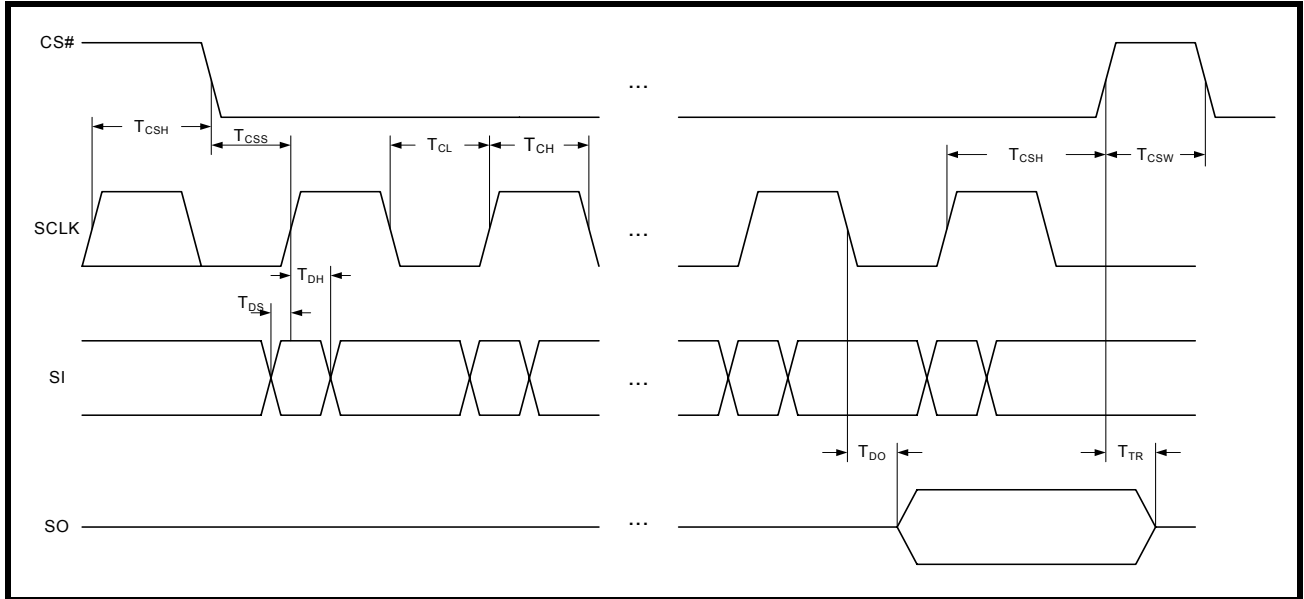 CS#
...
TCSH
TCSS
TCL
TCH
TCSH
TCSW
SCLK
...
TDH
TDS
SI
...
TDO
TTR
SO
...